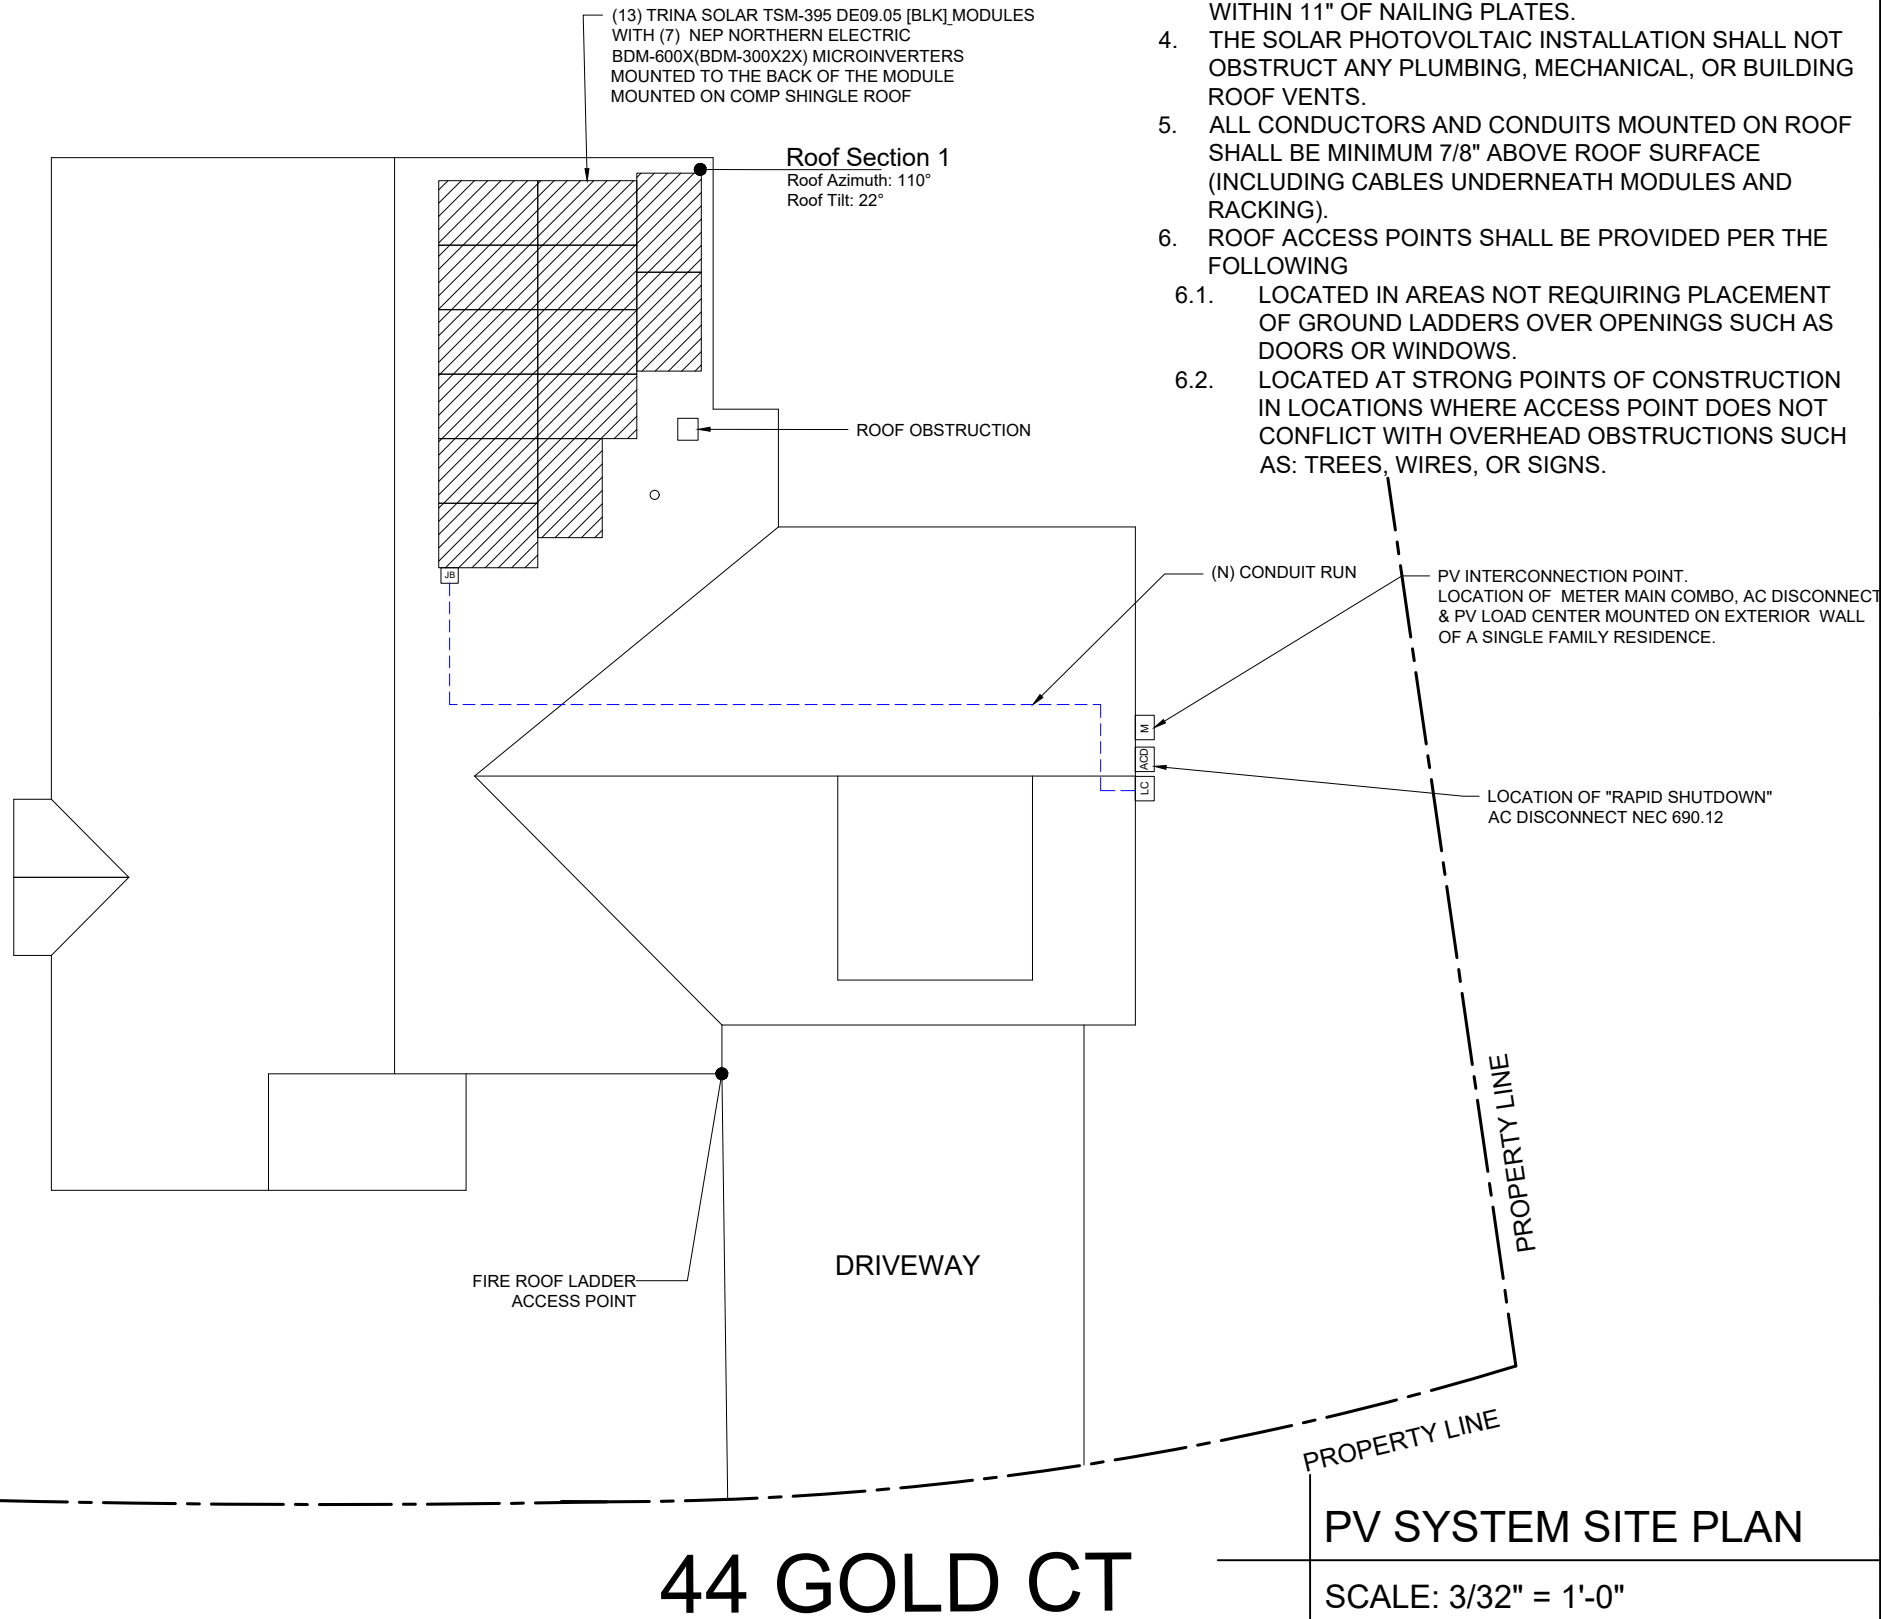 (13) TRINA SOLAR TSM-395 DE09.05 [BLK] MODULES
WITH (7) NEP NORTHERN ELECTRIC
BDM-600X(BDM-300X2X) MICROINVERTERS
MOUNTED TO THE BACK OF THE MODULE
MOUNTED ON COMP SHINGLE ROOF
WITHIN 11" OF NAILING PLATES.
4. THE SOLAR PHOTOVOLTAIC INSTALLATION SHALL NOT
OBSTRUCT ANY PLUMBING, MECHANICAL, OR BUILDING
ROOF VENTS.
5. ALL CONDUCTORS AND CONDUITS MOUNTED ON ROOF
SHALL BE MINIMUM 7/8" ABOVE ROOF SURFACE
(INCLUDING CABLES UNDERNEATH MODULES AND
RACKING).
6. ROOF ACCESS POINTS SHALL BE PROVIDED PER THE
FOLLOWING
6.1. LOCATED IN AREAS NOT REQUIRING PLACEMENT
OF GROUND LADDERS OVER OPENINGS SUCH AS
DOORS OR WINDOWS.
6.2. LOCATED AT STRONG POINTS OF CONSTRUCTION
IN LOCATIONS WHERE ACCESS POINT DOES NOT
CONFLICT WITH OVERHEAD OBSTRUCTIONS SUCH
AS: TREES, WIRES, OR SIGNS.
Roof Section 1
Roof Azimuth: 110°
Roof Tilt: 22°
ROOF OBSTRUCTION
JB
(N) CONDUIT RUN
PV INTERCONNECTION POINT.
LOCATION OF METER MAIN COMBO, AC DISCONNECT
& PV LOAD CENTER MOUNTED ON EXTERIOR WALL
OF A SINGLE FAMILY RESIDENCE.
M
ACD
LC
LOCATION OF "RAPID SHUTDOWN"
AC DISCONNECT NEC 690.12
PROPERTY LINE
FIRE ROOF LADDER
ACCESS POINT
DRIVEWAY
PROPERTY LINE
44 GOLD CT
PV SYSTEM SITE PLAN
SCALE: 3/32" = 1'-0"